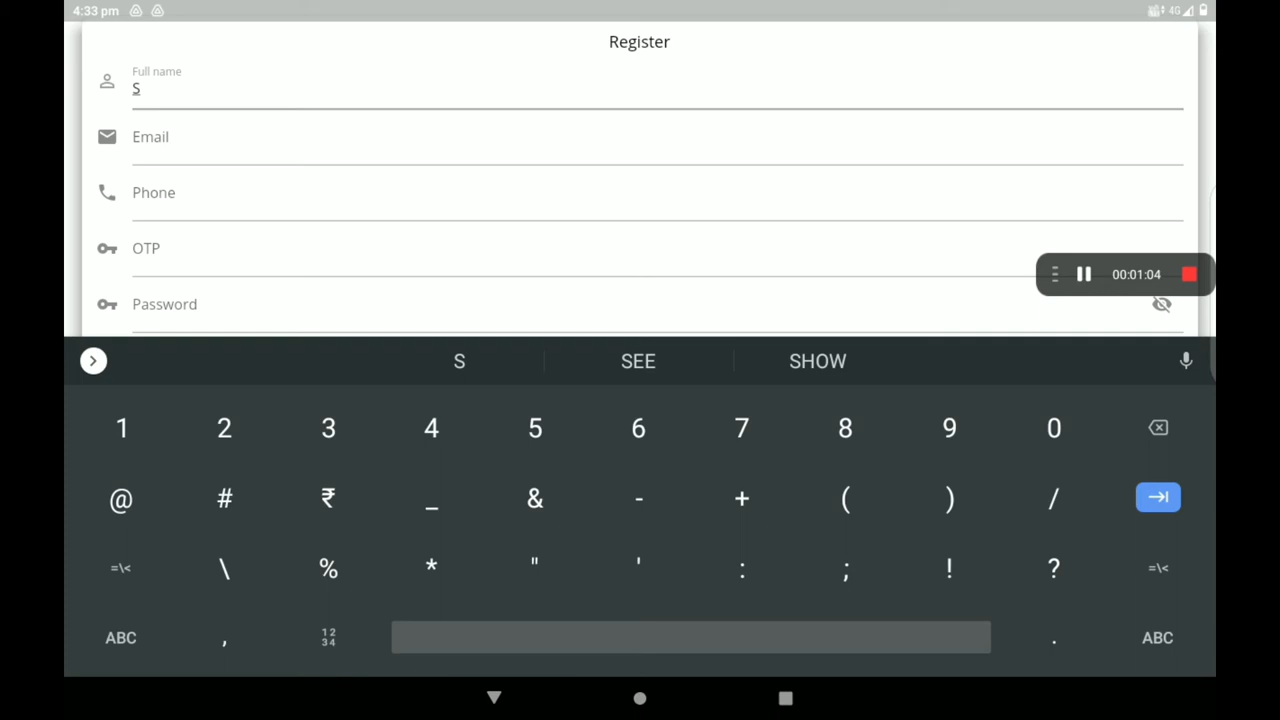 4:33 pm
4G
Register
Full name
S
Email
Phone
OTP
00:01:04
Password
S SEE SHOW
1 2 3 4 5 6 7 8 9 0
@ # ₹ _ & - + ( ) /
=\< \ % * " ' : ; ! ? =\<
ABC , 12 34 . ABC